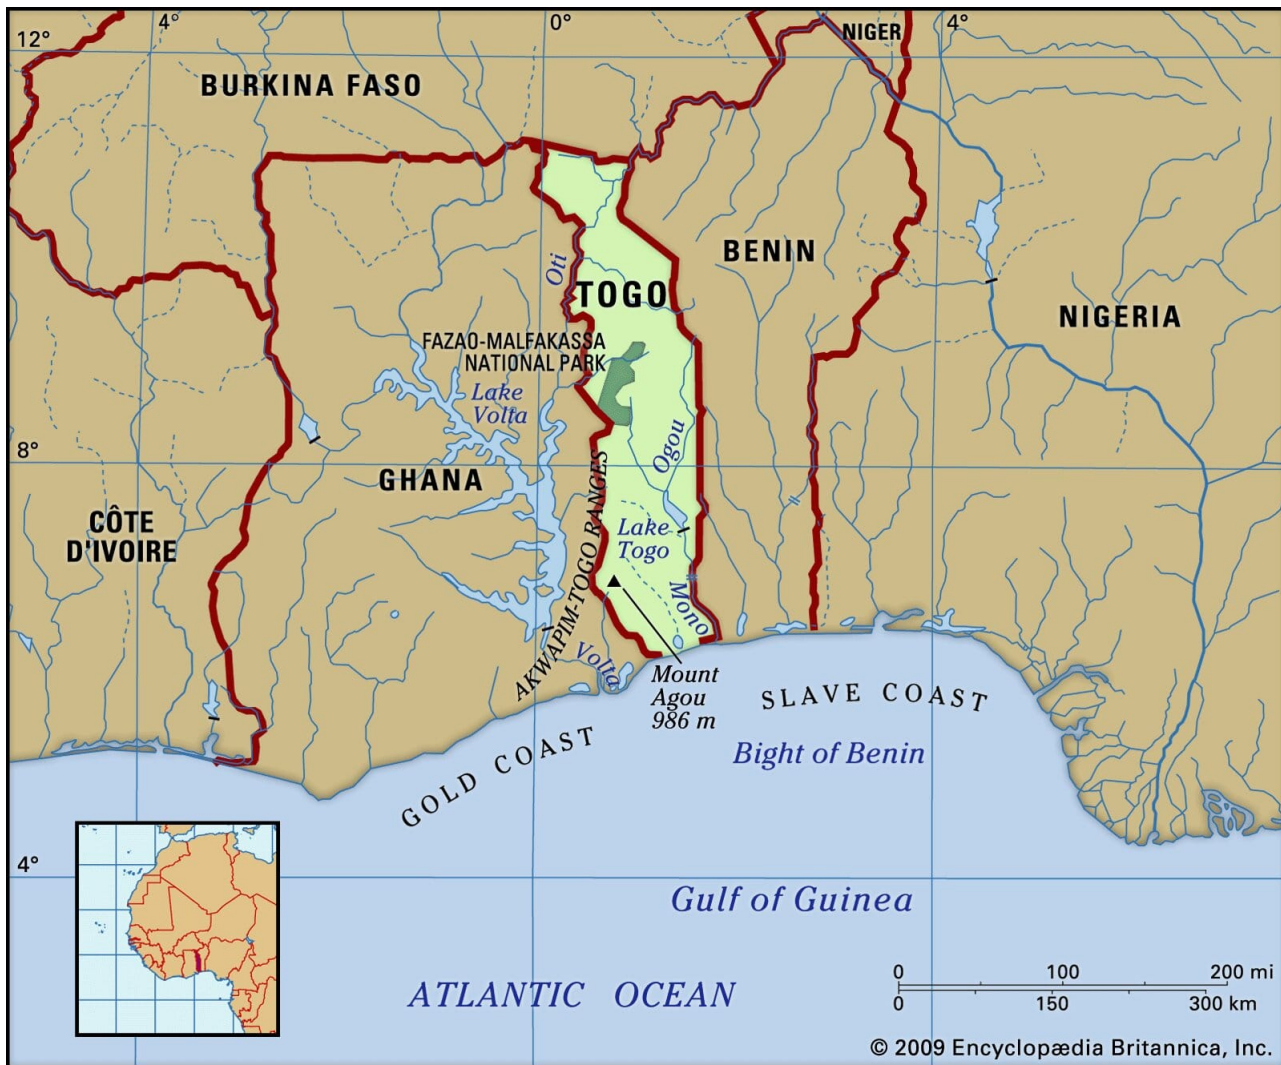 4°
0°
4°
12°
NIGER
BURKINA FASO
BENIN
Oti
TOGO
NIGERIA
FAZAO-MALFAKASSA
NATIONAL PARK
Lake
Volta
8°
GHANA
Ogou
CÔTE
D'IVOIRE
Lake
Togo
AKWAPIM-TOGO RANGES
Mono
Volta
Mount
Agou
986 m
SLAVE COAST
GOLD COAST
Bight of Benin
4°
Gulf of Guinea
ATLANTIC OCEAN
0 100 200 mi
0 150 300 km
© 2009 Encyclopædia Britannica, Inc.